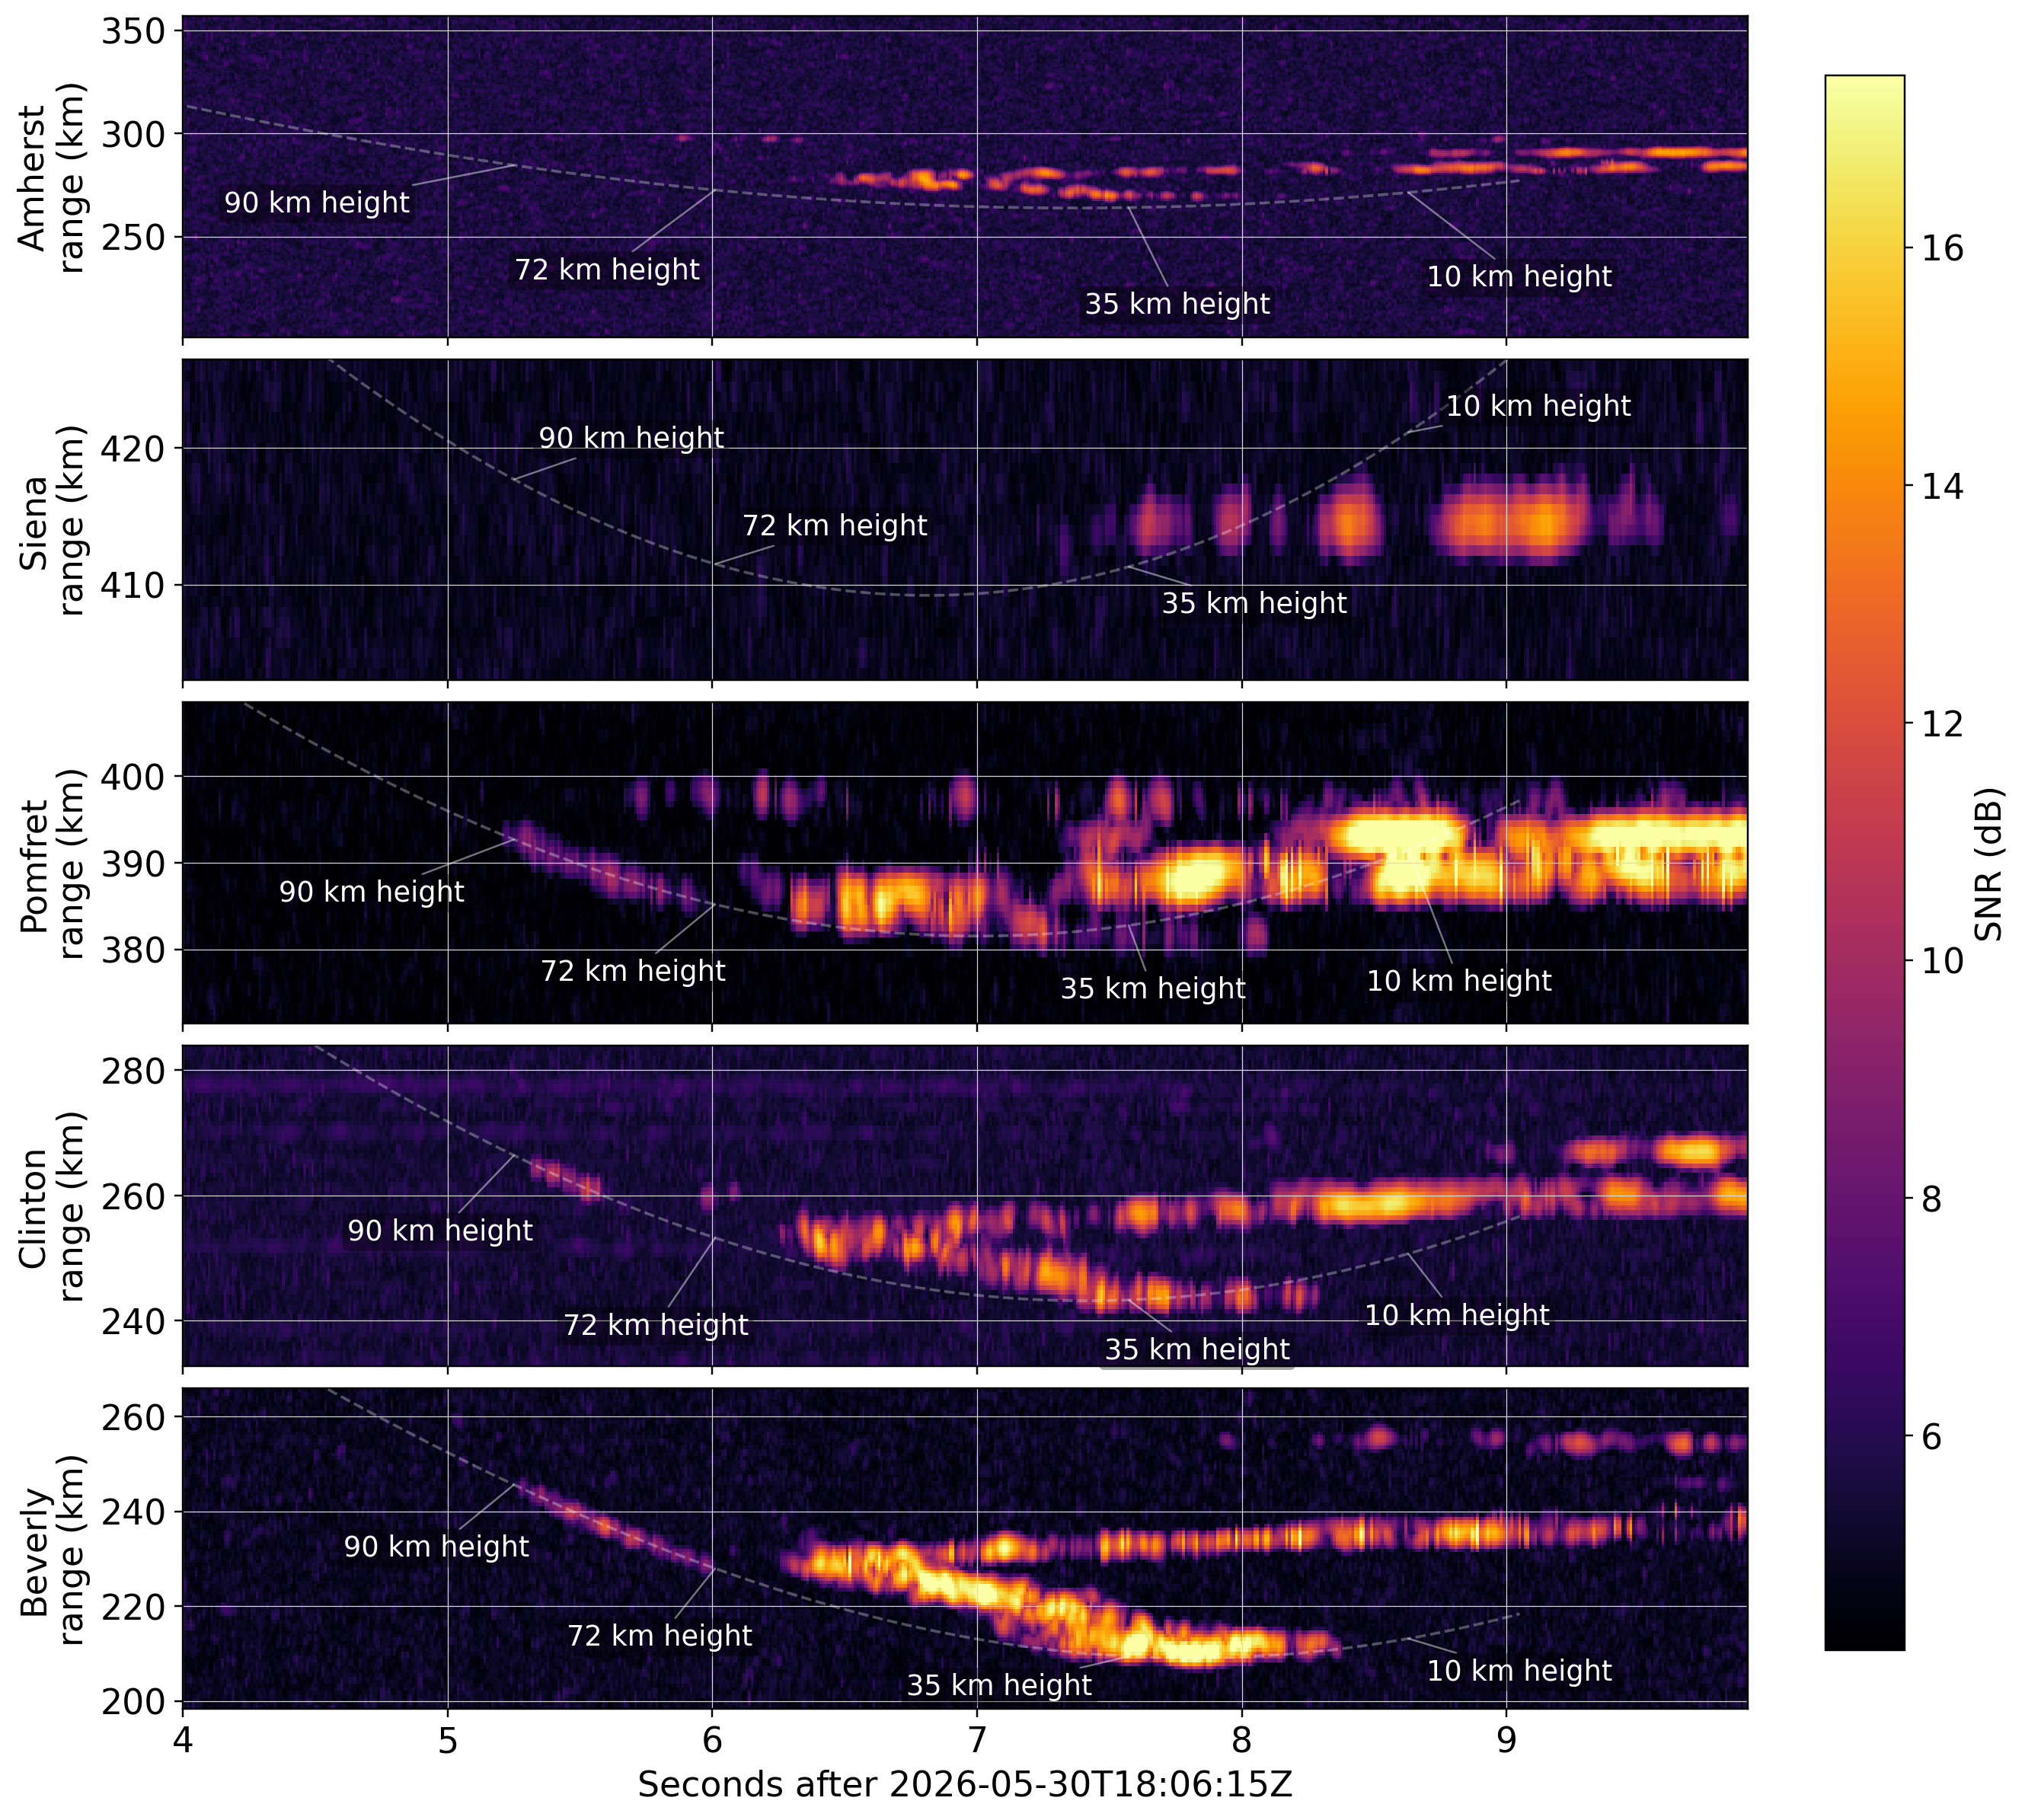 Amherst
range (km)
350
300
250
90 km height
72 km height
35 km height
10 km height
Siena
range (km)
420
410
90 km height
72 km height
35 km height
10 km height
Pomfret
range (km)
400
390
380
90 km height
72 km height
35 km height
10 km height
Clinton
range (km)
280
260
240
90 km height
72 km height
35 km height
10 km height
Beverly
range (km)
260
240
220
200
90 km height
72 km height
35 km height
10 km height
4 5 6 7 8 9
Seconds after 2026-05-30T18:06:15Z
16
14
12
10
8
6
SNR (dB)